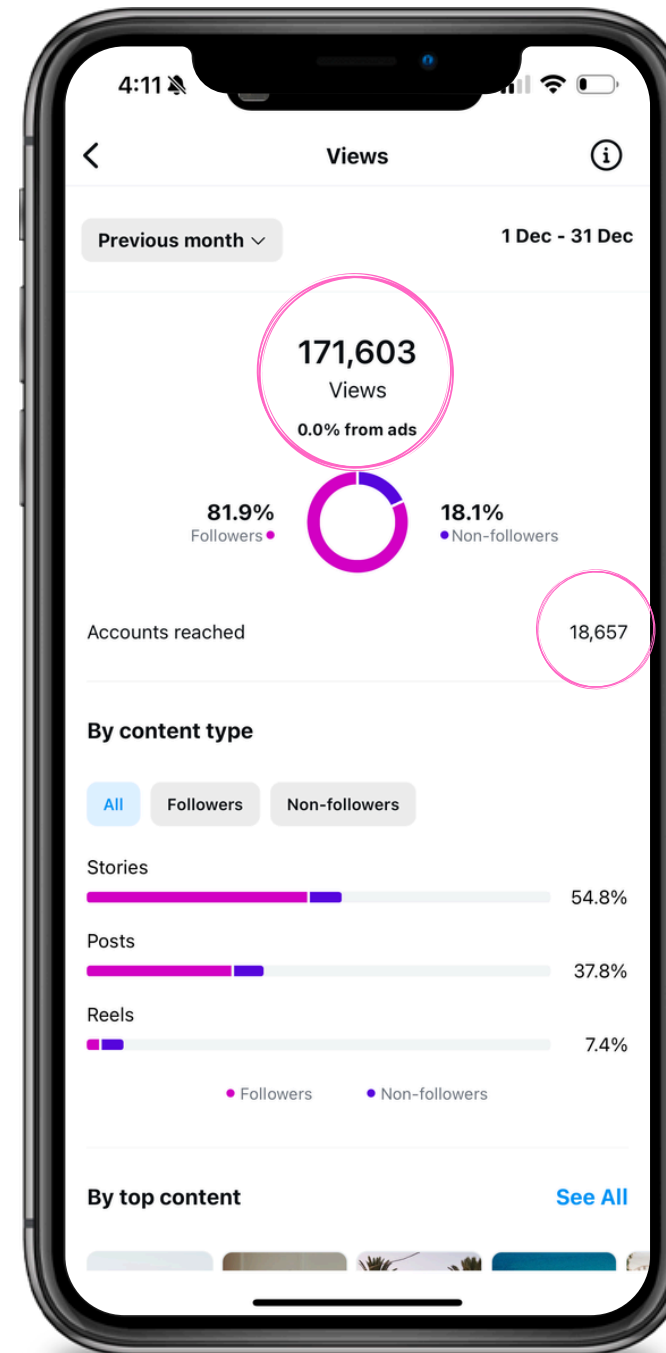 4:11
Views
Previous month
1 Dec - 31 Dec
171,603
Views
0.0% from ads
81.9%
Followers
18.1%
Non-followers
Accounts reached
18,657
By content type
All
Followers
Non-followers
Stories
54.8%
Posts
37.8%
Reels
7.4%
Followers
Non-followers
By top content
See All